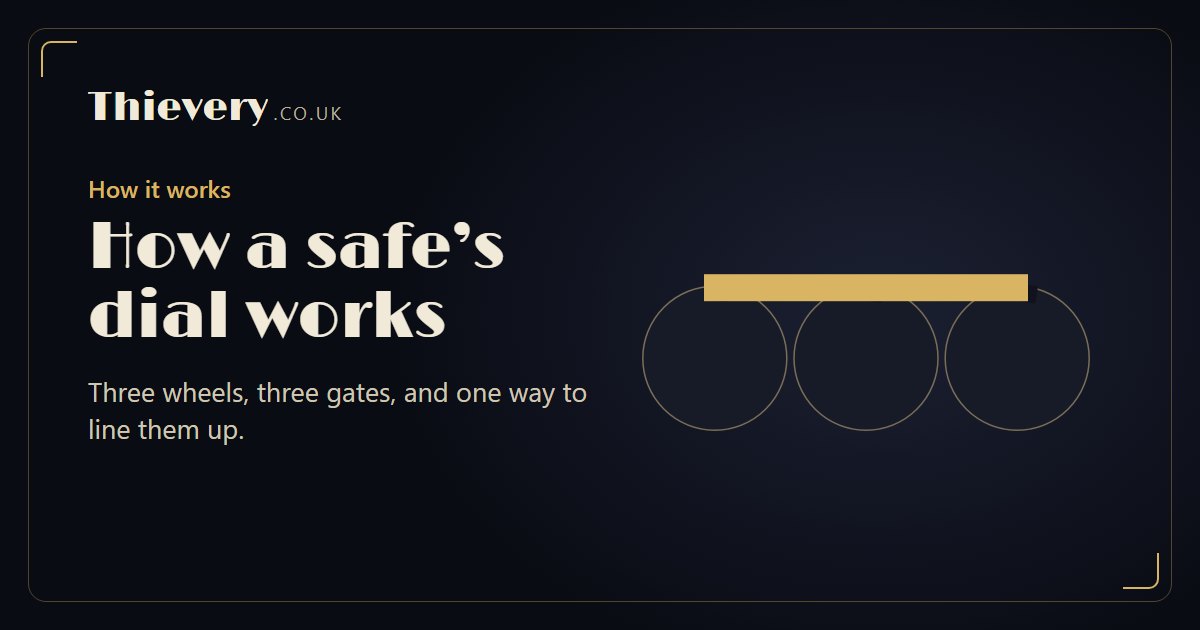 Thievery.CO.UK
How it works
How a safe’s
dial works
Three wheels, three gates, and one way to
line them up.